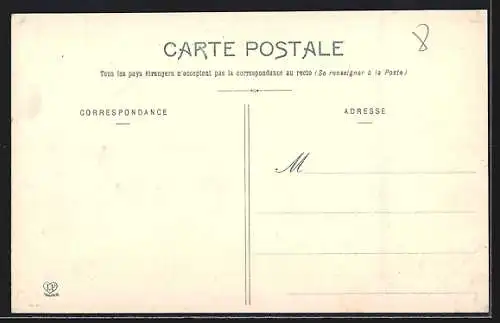 8
CARTE POSTALE
Tous les pays étrangers n'acceptent pas la correspondance au recto (Se renseigner à la Poste)
CORRESPONDANCE
ADRESSE
M